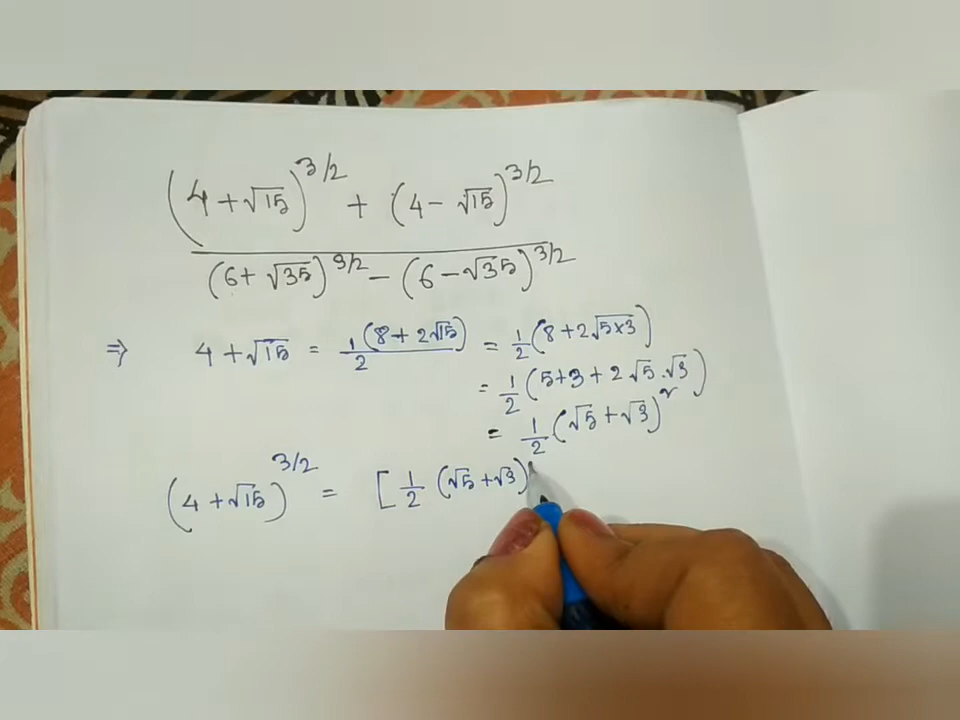 (4+√15)^3/2 + (4-√15)^3/2
(6+√35)^3/2 - (6-√35)^3/2
⇒ 4+√15 = 1(8+2√15)/2 = 1/2(8+2√5×3)
= 1/2(5+3+2√5.√3)
= 1/2(√5+√3)^2
(4+√15)^3/2 = [1/2(√5+√3)